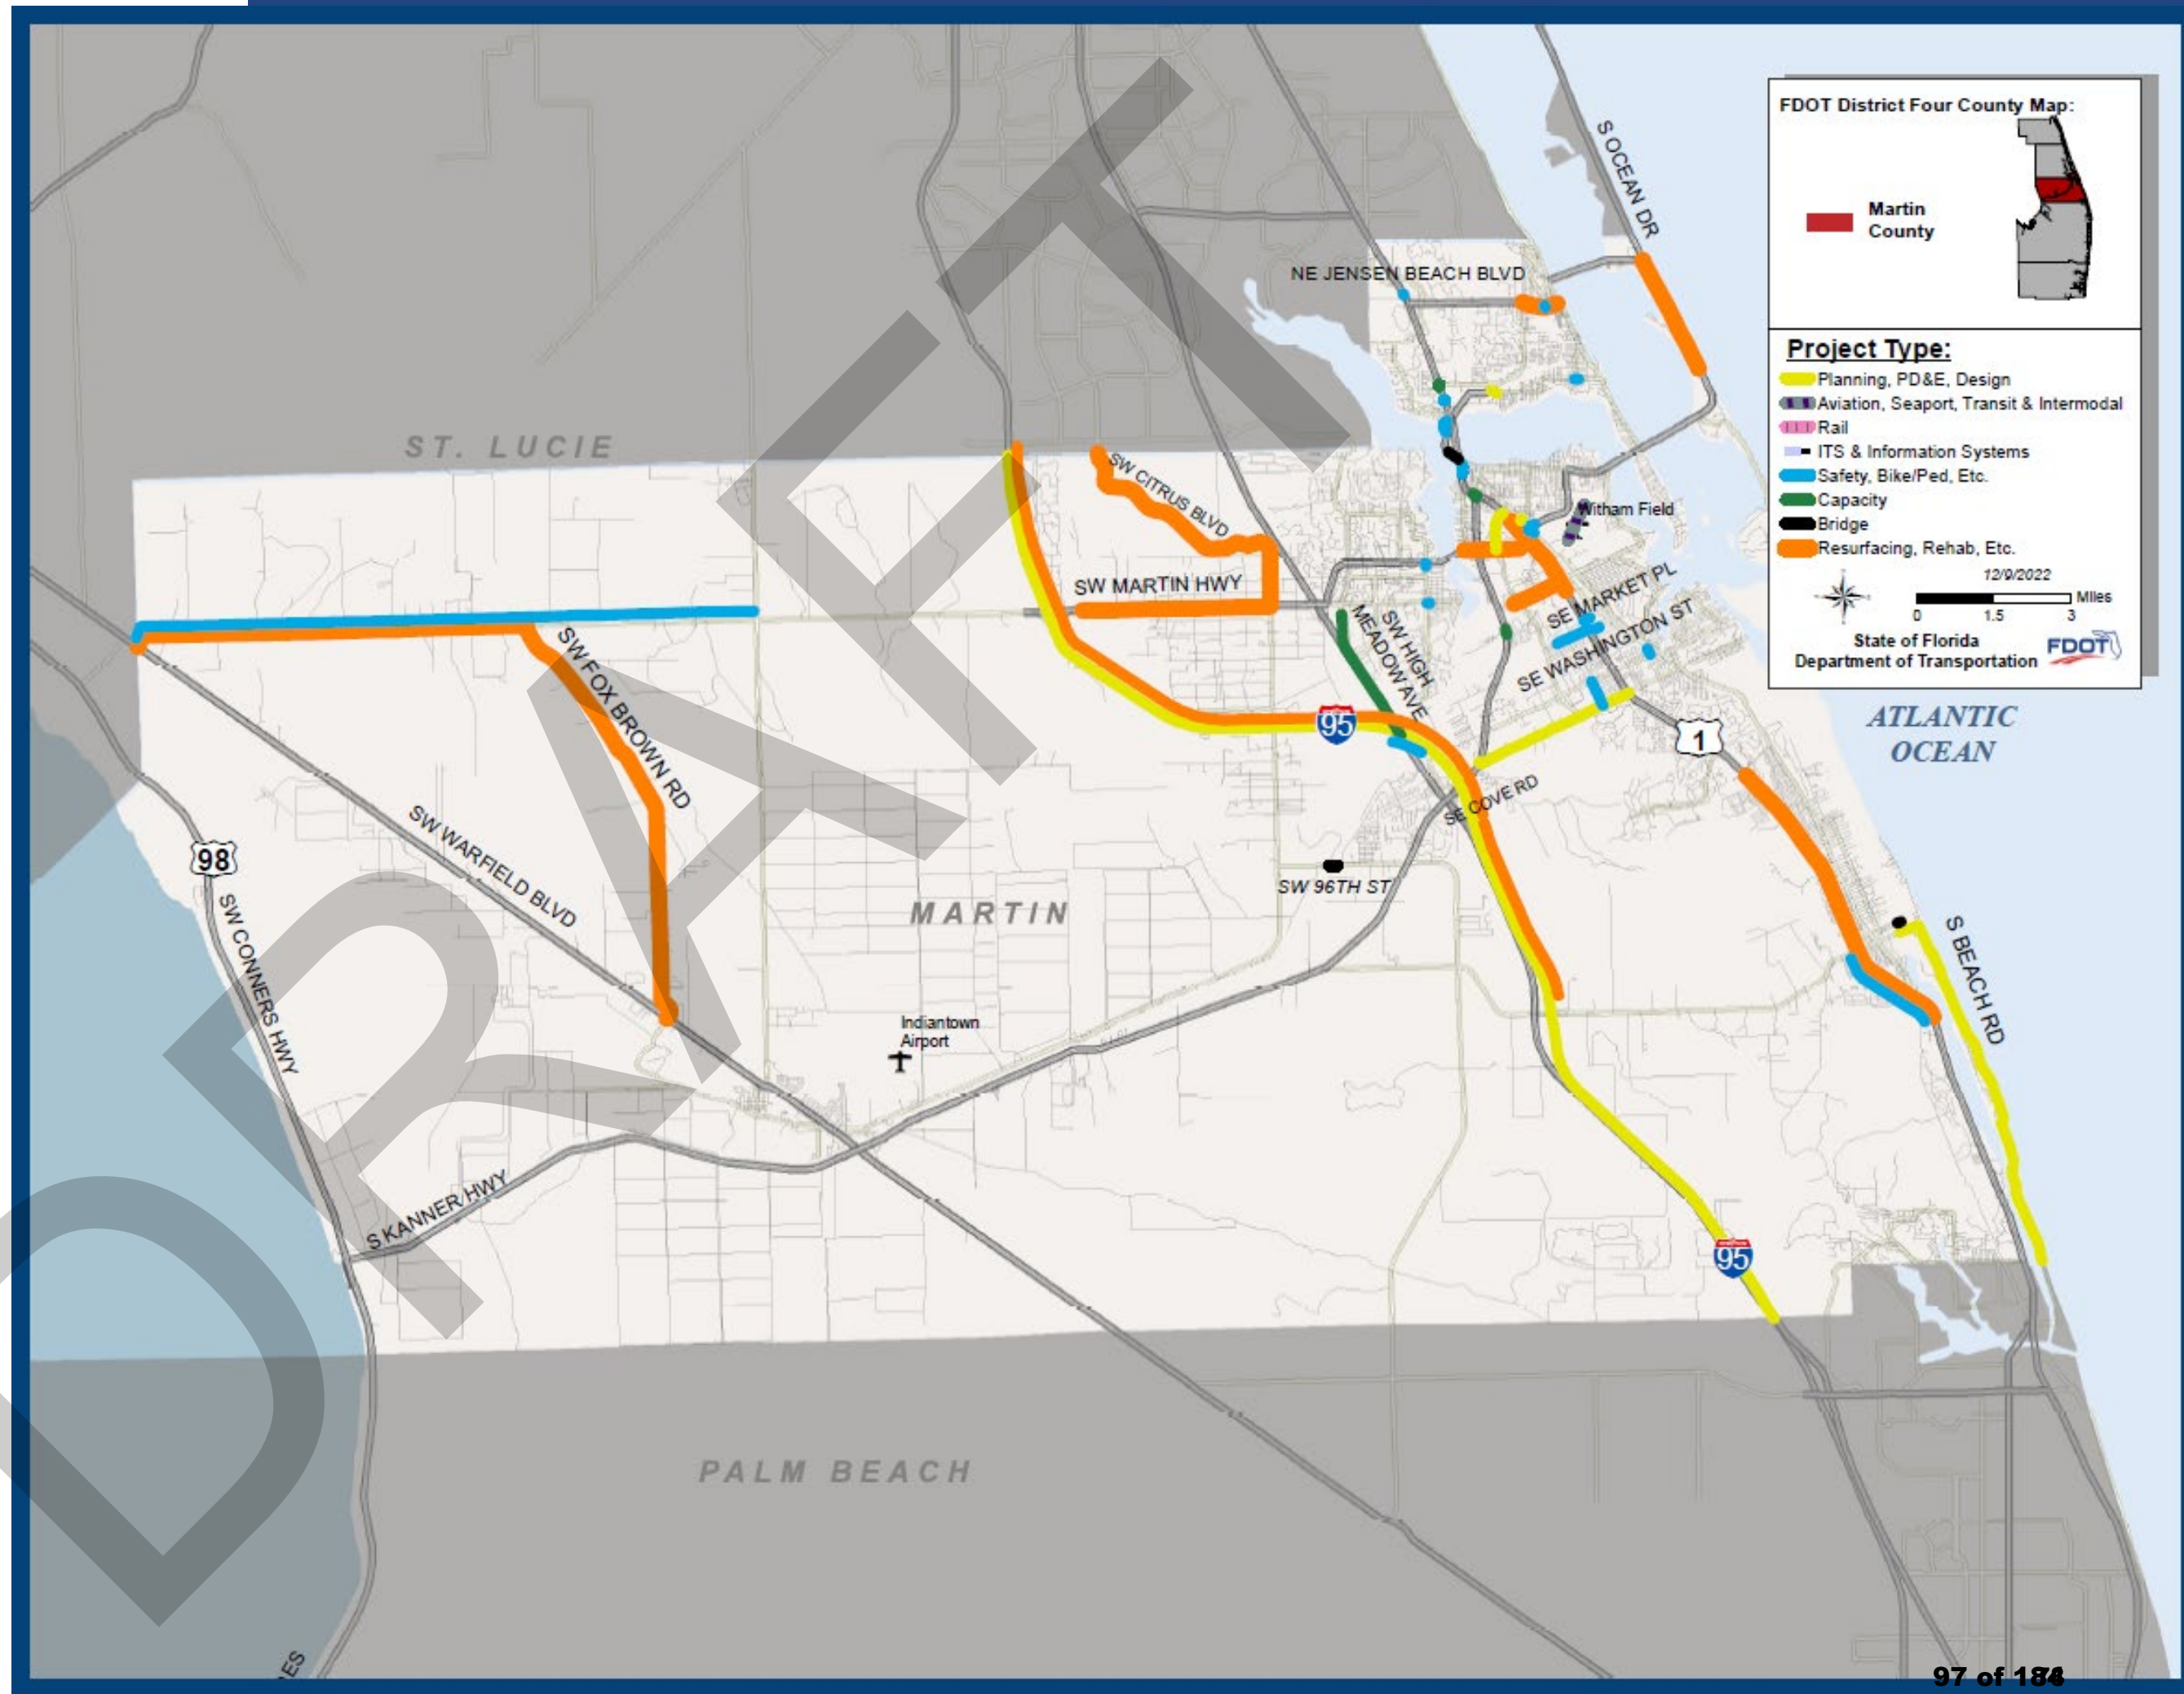 FDOT District Four County Map:
Martin
County
Project Type:
Planning, PD&E, Design
Aviation, Seaport, Transit & Intermodal
Rail
ITS & Information Systems
Safety, Bike/Ped, Etc.
Capacity
Bridge
Resurfacing, Rehab, Etc.
12/9/2022
Miles
0 1.5 3
State of Florida
Department of Transportation
FDOT
S OCEAN DR
NE JENSEN BEACH BLVD
ST. LUCIE
SW CITRUS BLVD
Witham Field
SW MARTIN HWY
SE MARKET PL
SW HIGH
MEADOW AVE
SE WASHINGTON ST
SW FOX BROWN RD
95
1
ATLANTIC
OCEAN
SE COVE RD
SW WARFIELD BLVD
98
SW 96TH ST
MARTIN
SW CONNERS HWY
S BEACH RD
Indiantown
Airport
S KANNER HWY
95
PALM BEACH
DRAFT
97 of